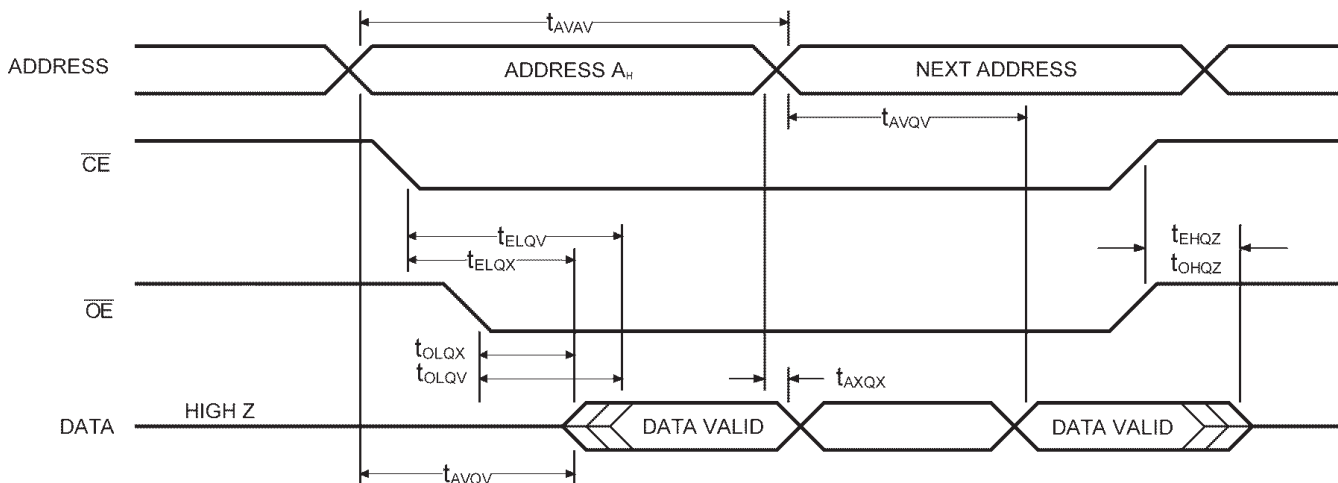 tAVAV
ADDRESS
ADDRESS AH
NEXT ADDRESS
tAVQV
CE
tELQV
tELQX
tEHQZ
tOHQZ
OE
tOLQX
tOLQV
tAXQX
HIGH Z
DATA
DATA VALID
DATA VALID
tAVQV